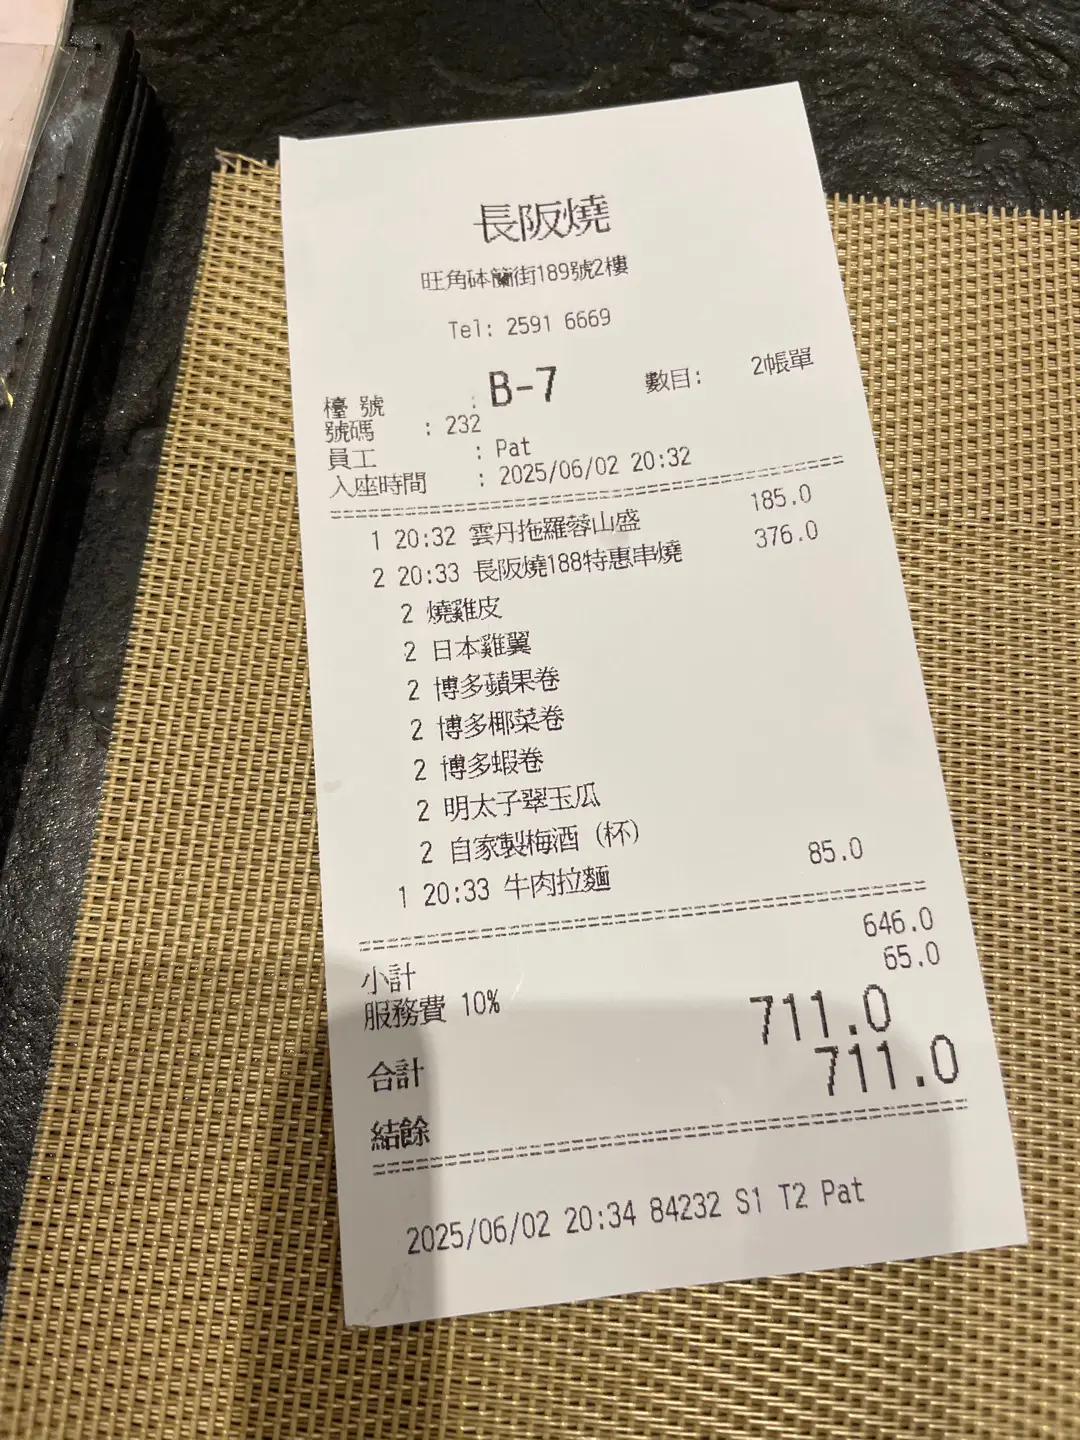 長阪燒
旺角砵蘭街189號2樓
Tel: 2591 6669
檯 號 : B-7 數目: 2帳單
號碼 : 232
員工 : Pat
入座時間 : 2025/06/02 20:32
1 20:32 雲丹拖羅蓉山盛 185.0
2 20:33 長阪燒188特惠串燒 376.0
2 燒雞皮
2 日本雞翼
2 博多蘋果卷
2 博多椰菜卷
2 博多蝦卷
2 明太子翠玉瓜
2 自家製梅酒 (杯)
1 20:33 牛肉拉麵 85.0
小計 646.0
服務費 10% 65.0
合計 711.0
結餘 711.0
2025/06/02 20:34 84232 S1 T2 Pat